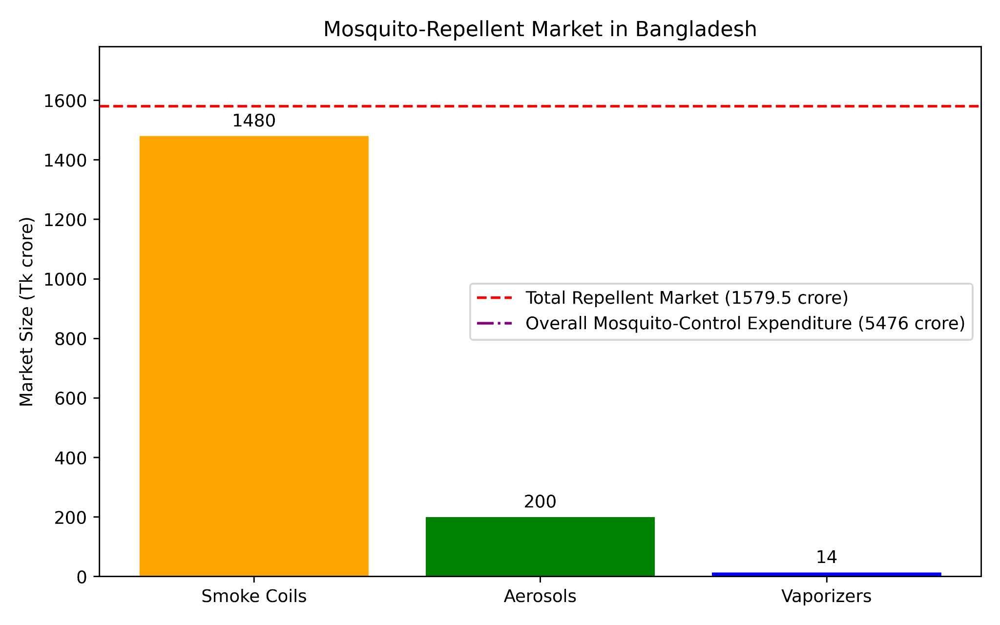 Mosquito-Repellent Market in Bangladesh
Market Size (Tk crore)
1600
1400
1200
1000
800
600
400
200
0
1480
200
14
Total Repellent Market (1579.5 crore)
Overall Mosquito-Control Expenditure (5476 crore)
Smoke Coils
Aerosols
Vaporizers